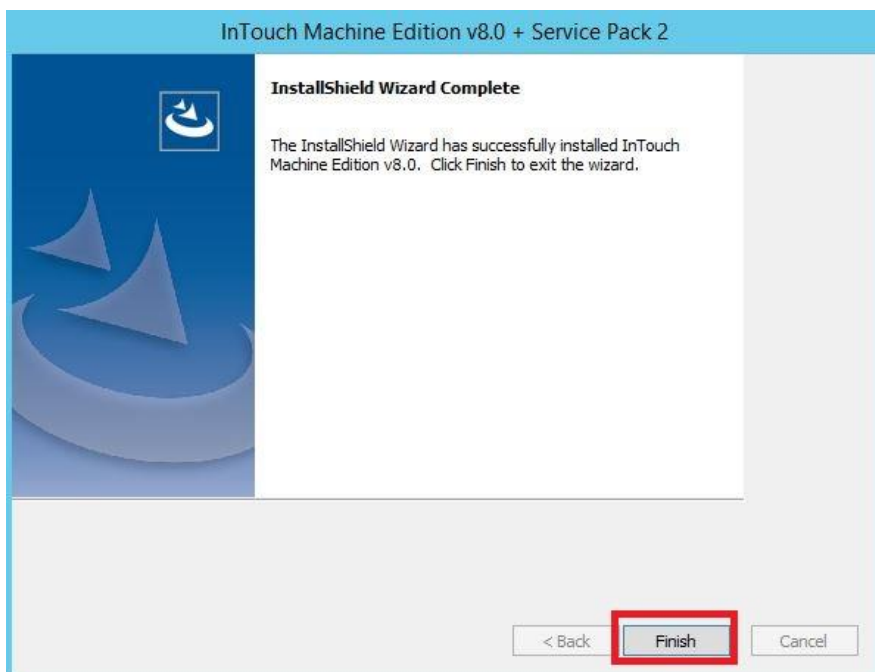 InTouch Machine Edition v8.0 + Service Pack 2
InstallShield Wizard Complete
The InstallShield Wizard has successfully installed InTouch
Machine Edition v8.0. Click Finish to exit the wizard.
< Back Finish Cancel